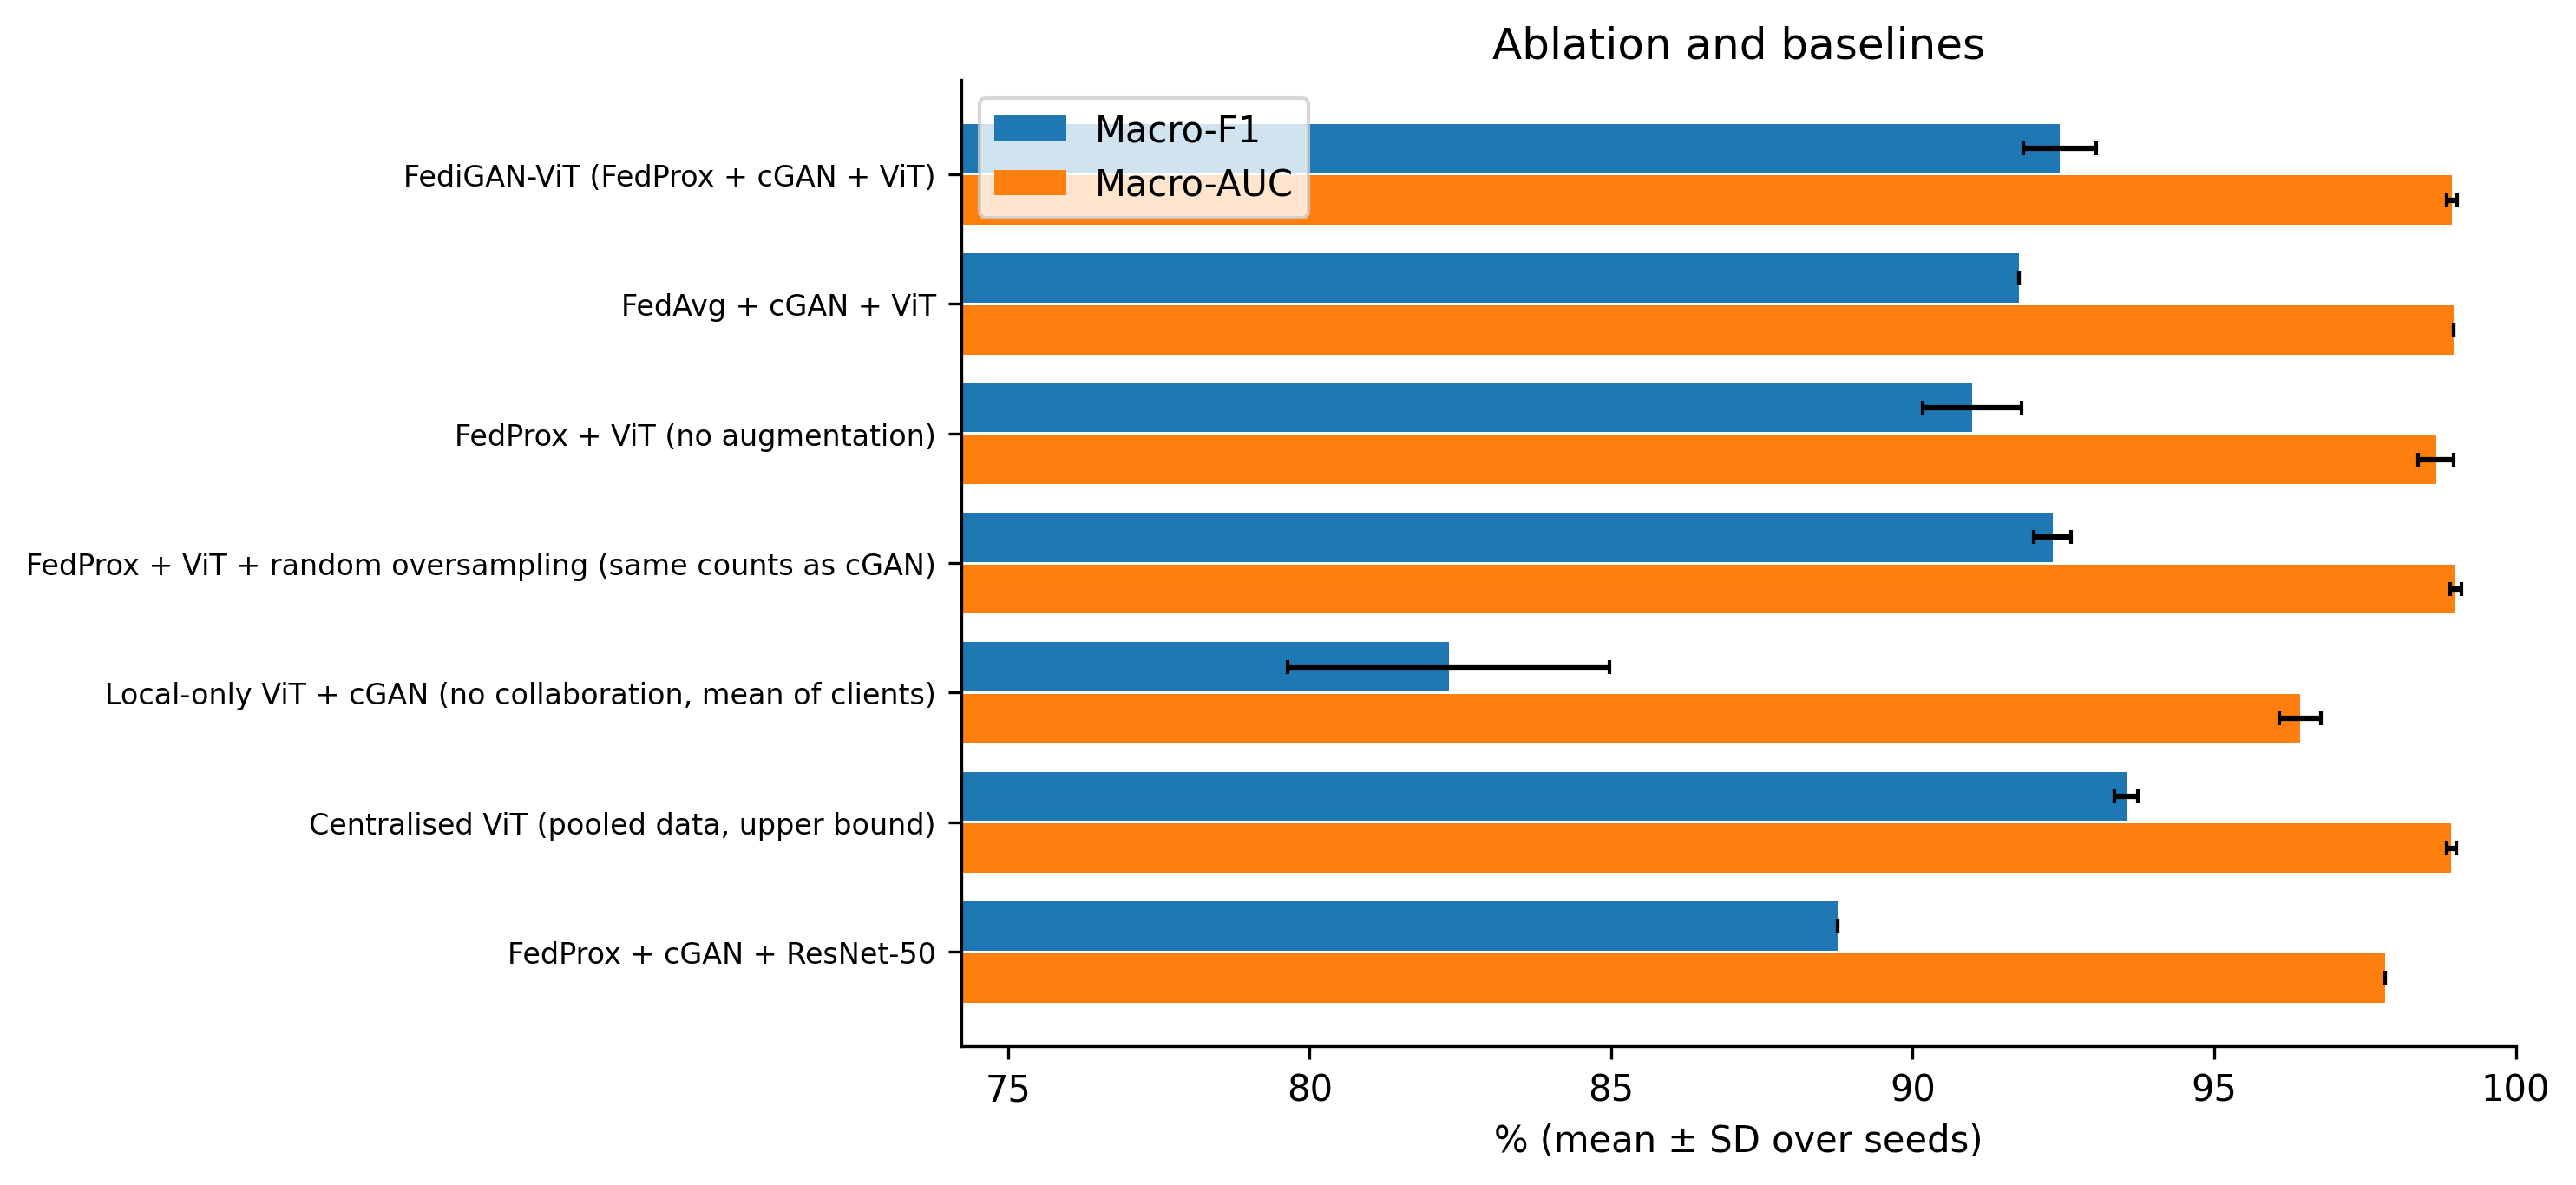 Ablation and baselines
Macro-F1
Macro-AUC
FediGAN-ViT (FedProx + cGAN + ViT)
FedAvg + cGAN + ViT
FedProx + ViT (no augmentation)
FedProx + ViT + random oversampling (same counts as cGAN)
Local-only ViT + cGAN (no collaboration, mean of clients)
Centralised ViT (pooled data, upper bound)
FedProx + cGAN + ResNet-50
75 80 85 90 95 100
% (mean ± SD over seeds)